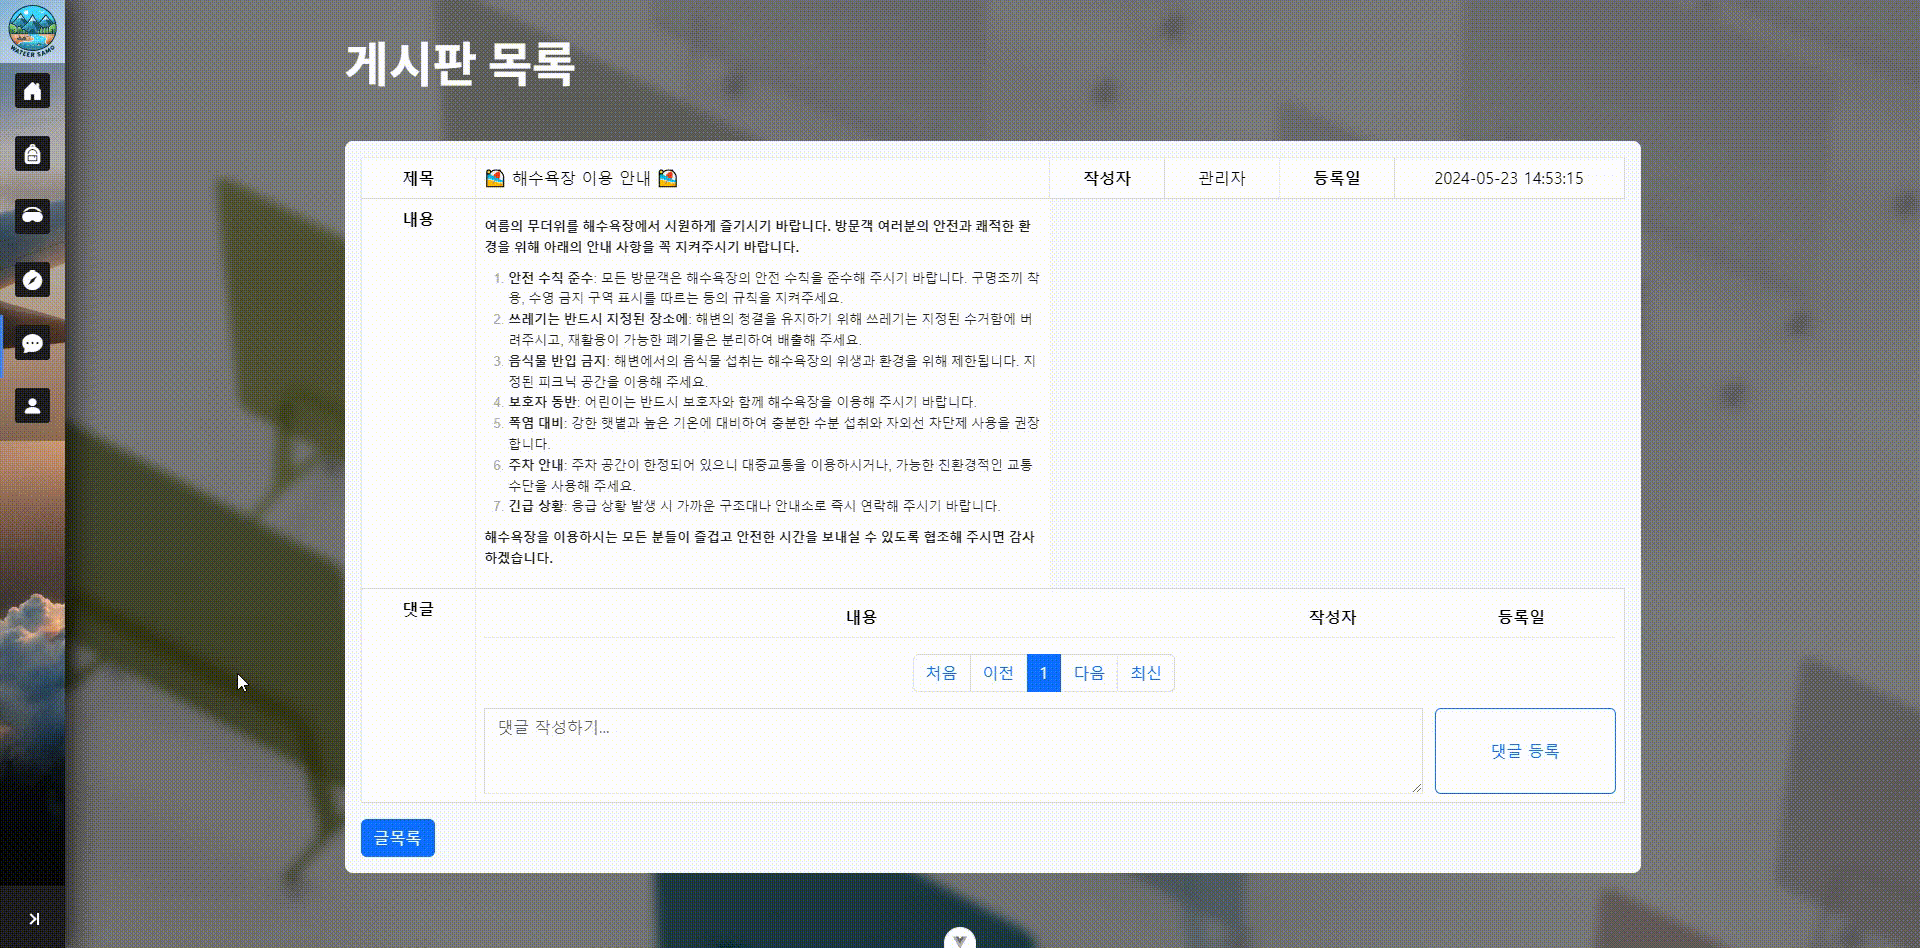 WATEER SAMO
게시판 목록
제목 🏖️ 해수욕장 이용 안내 🏖️ 작성자 관리자 등록일 2024-05-23 14:53:15
내용
여름의 무더위를 해수욕장에서 시원하게 즐기시기 바랍니다. 방문객 여러분의 안전과 쾌적한 환
경을 위해 아래의 안내 사항을 꼭 지켜주시기 바랍니다.
1. 안전 수칙 준수: 모든 방문객은 해수욕장의 안전 수칙을 준수해 주시기 바랍니다. 구명조끼 착
용, 수영 금지 구역 표시를 따르는 등의 규칙을 지켜주세요.
2. 쓰레기는 반드시 지정된 장소에: 해변의 청결을 유지하기 위해 쓰레기는 지정된 수거함에 버
려주시고, 재활용이 가능한 폐기물은 분리하여 배출해 주세요.
3. 음식물 반입 금지: 해변에서의 음식물 섭취는 해수욕장의 위생과 환경을 위해 제한됩니다. 지
정된 피크닉 공간을 이용해 주세요.
4. 보호자 동반: 어린이는 반드시 보호자와 함께 해수욕장을 이용해 주시기 바랍니다.
5. 폭염 대비: 강한 햇볕과 높은 기온에 대비하여 충분한 수분 섭취와 자외선 차단제 사용을 권장
합니다.
6. 주차 안내: 주차 공간이 한정되어 있으니 대중교통을 이용하시거나, 가능한 친환경적인 교통
수단을 사용해 주세요.
7. 긴급 상황: 응급 상황 발생 시 가까운 구조대나 안내소로 즉시 연락해 주시기 바랍니다.
해수욕장을 이용하시는 모든 분들이 즐겁고 안전한 시간을 보내실 수 있도록 협조해 주시면 감사
하겠습니다.
댓글
내용 작성자 등록일
처음 이전 1 다음 최신
댓글 작성하기...
댓글 등록
글목록